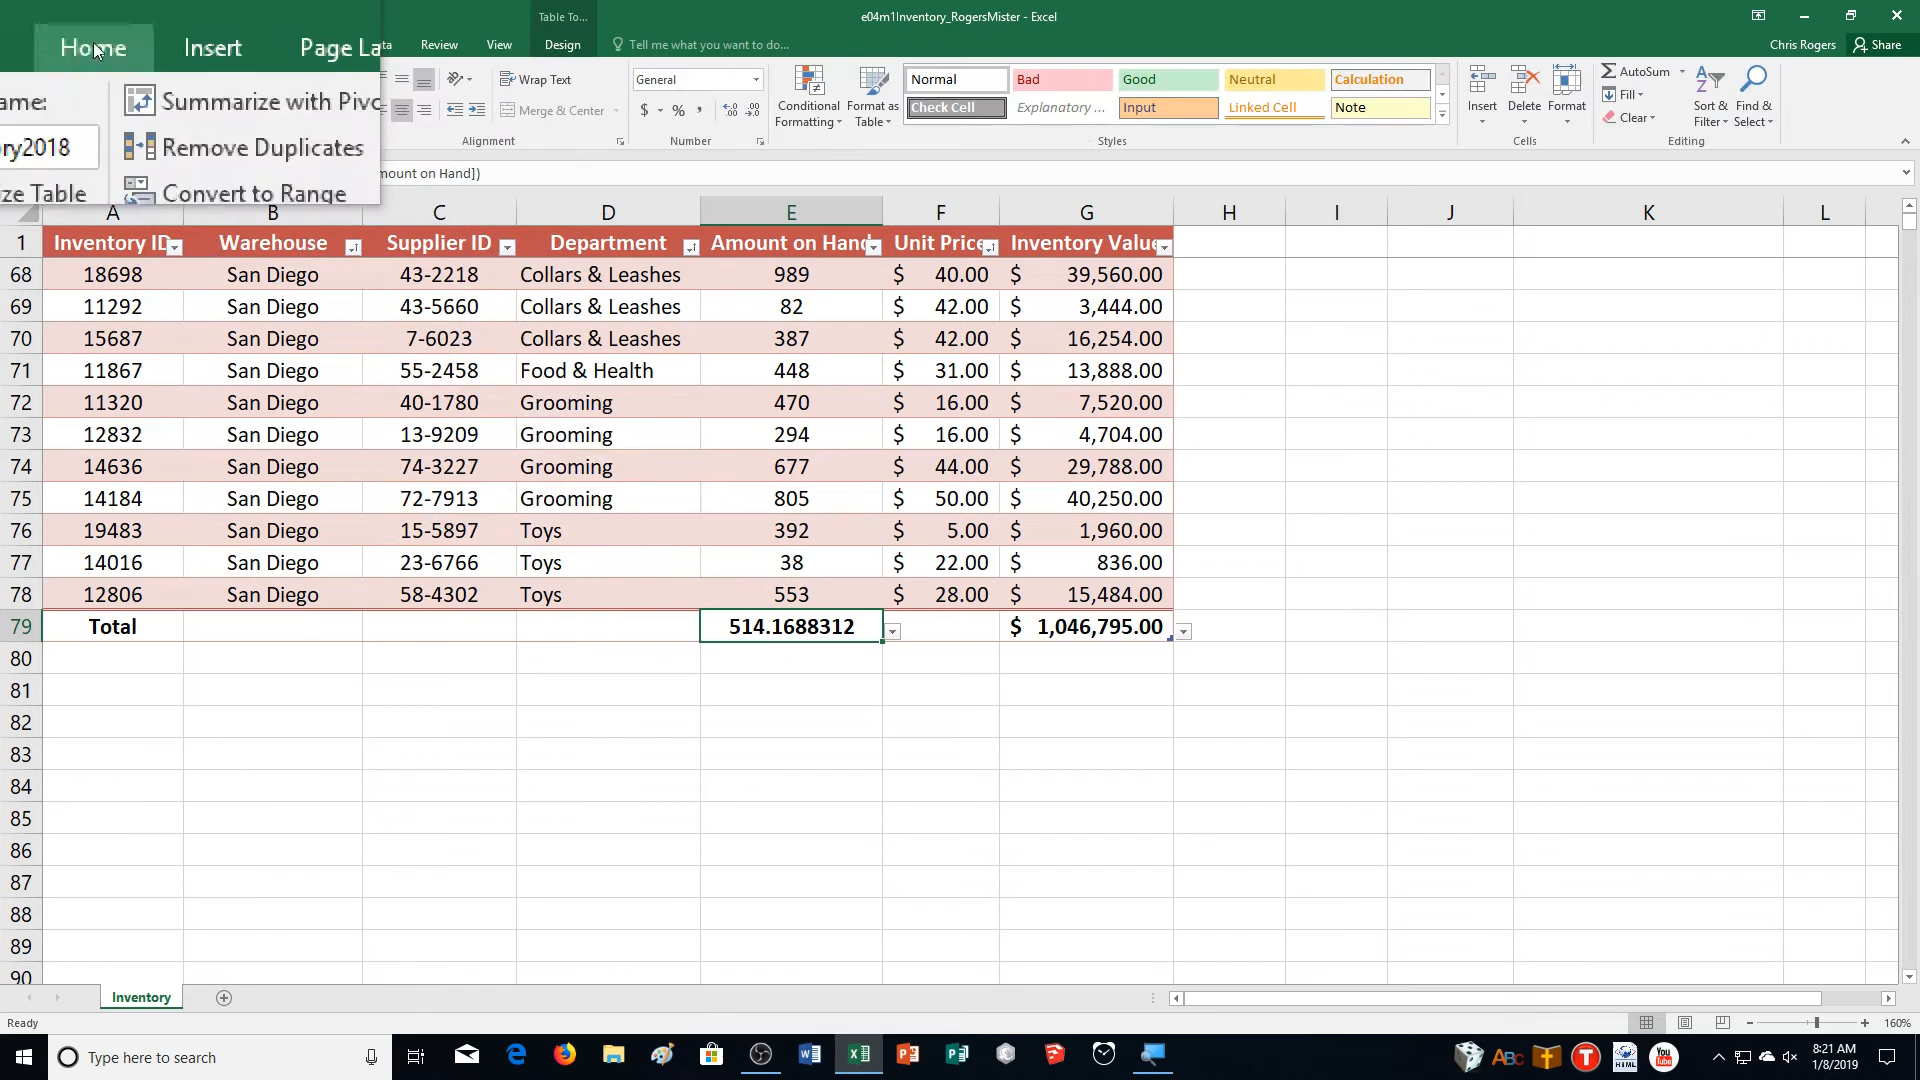 Table To...
e04m1Inventory_RogersMister - Excel
Home Insert Page La ta Review View Design Tell me what you want to do... Chris Rogers Share
ame: Summarize with Pivo
ry2018 Remove Duplicates
ze Table Convert to Range
Wrap Text
Merge & Center
Alignment
General
$ % ,
Number
Conditional Formatting
Format as Table
Normal Bad Good Neutral Calculation
Check Cell Explanatory ... Input Linked Cell Note
Styles
Insert Delete Format
Cells
AutoSum
Fill
Clear
Sort & Filter
Find & Select
Editing
mount on Hand])
A B C D E F G H I J K L
1 Inventory ID Warehouse Supplier ID Department Amount on Hand Unit Price Inventory Value
68 18698 San Diego 43-2218 Collars & Leashes 989 $ 40.00 $ 39,560.00
69 11292 San Diego 43-5660 Collars & Leashes 82 $ 42.00 $ 3,444.00
70 15687 San Diego 7-6023 Collars & Leashes 387 $ 42.00 $ 16,254.00
71 11867 San Diego 55-2458 Food & Health 448 $ 31.00 $ 13,888.00
72 11320 San Diego 40-1780 Grooming 470 $ 16.00 $ 7,520.00
73 12832 San Diego 13-9209 Grooming 294 $ 16.00 $ 4,704.00
74 14636 San Diego 74-3227 Grooming 677 $ 44.00 $ 29,788.00
75 14184 San Diego 72-7913 Grooming 805 $ 50.00 $ 40,250.00
76 19483 San Diego 15-5897 Toys 392 $ 5.00 $ 1,960.00
77 14016 San Diego 23-6766 Toys 38 $ 22.00 $ 836.00
78 12806 San Diego 58-4302 Toys 553 $ 28.00 $ 15,484.00
79 Total 514.1688312 $ 1,046,795.00
80
81
82
83
84
85
86
87
88
89
90
Inventory
Ready
160%
Type here to search
8:21 AM
1/8/2019